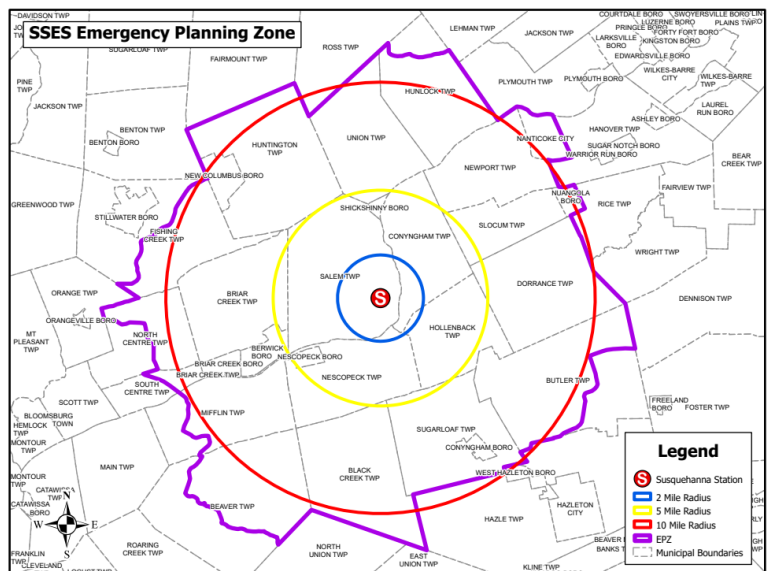 DAVIDSON TWP
SSES Emergency Planning Zone
SUGARLOAF TWP
FAIRMOUNT TWP
ROSS TWP
LEHMAN TWP
JACKSON TWP
COURTDALE BORO
SWOYERSVILLE BORO
PRINGLE BORO
LUZERNE BORO
PLAINS TWP
LARKSVILLE
BORO
FORTY FORT BORO
KINGSTON BORO
EDWARDSVILLE BORO
WILKES-BARRE
CITY
WILKES-BARRE
TWP
PINE
TWP
JACKSON TWP
HUNLOCK TWP
PLYMOUTH TWP
PLYMOUTH BORO
LAUREL
RUN BORO
ASHLEY BORO
BENTON TWP
BENTON BORO
HUNTINGTON
TWP
UNION TWP
NANTICOKE CITY
HANOVER TWP
SUGAR NOTCH BORO
WARRIOR RUN BORO
BEAR
CREEK TWP
NEW COLUMBUS BORO
NEWPORT TWP
NUANGOLA
BORO
RICE TWP
FAIRVIEW TWP
GREENWOOD TWP
STILLWATER BORO
SHICKSHINNY BORO
SLOCUM TWP
FISHING
CREEK TWP
CONYNGHAM TWP
WRIGHT TWP
SALEM TWP
S
BRIAR
CREEK TWP
DORRANCE TWP
DENNISON TWP
ORANGE TWP
ORANGEVILLE BORO
MT
PLEASANT
TWP
NORTH
CENTRE TWP
HOLLENBACK
TWP
BERWICK
BORO
NESCOPECK BORO
BRIAR CREEK BORO
BRIAR CREEK TWP
NESCOPECK TWP
SOUTH
CENTRE TWP
BUTLER TWP
SCOTT TWP
BLOOMSBURG
TOWN
HEMLOCK
TWP
MONTOUR
TWP
MIFFLIN TWP
FREELAND
BORO
FOSTER TWP
SUGARLOAF TWP
CONYNGHAM BORO
MAIN TWP
BLACK
CREEK TWP
WEST HAZLETON BORO
MONTOUR
TWP
CATAWISSA
TWP
CATAWISSA
BORO
BEAVER TWP
HAZLE TWP
HAZLETON
CITY
ROARING
CREEK TWP
NORTH
UNION TWP
EAST
UNION TWP
KLINE TWP
FRANKLIN
TWP
CLEVELAND
LOCUST TWP
BEAVER
BANKS TWP
N
W
E
S
Legend
S Susquehanna Station
2 Mile Radius
5 Mile Radius
10 Mile Radius
EPZ
Municipal Boundaries